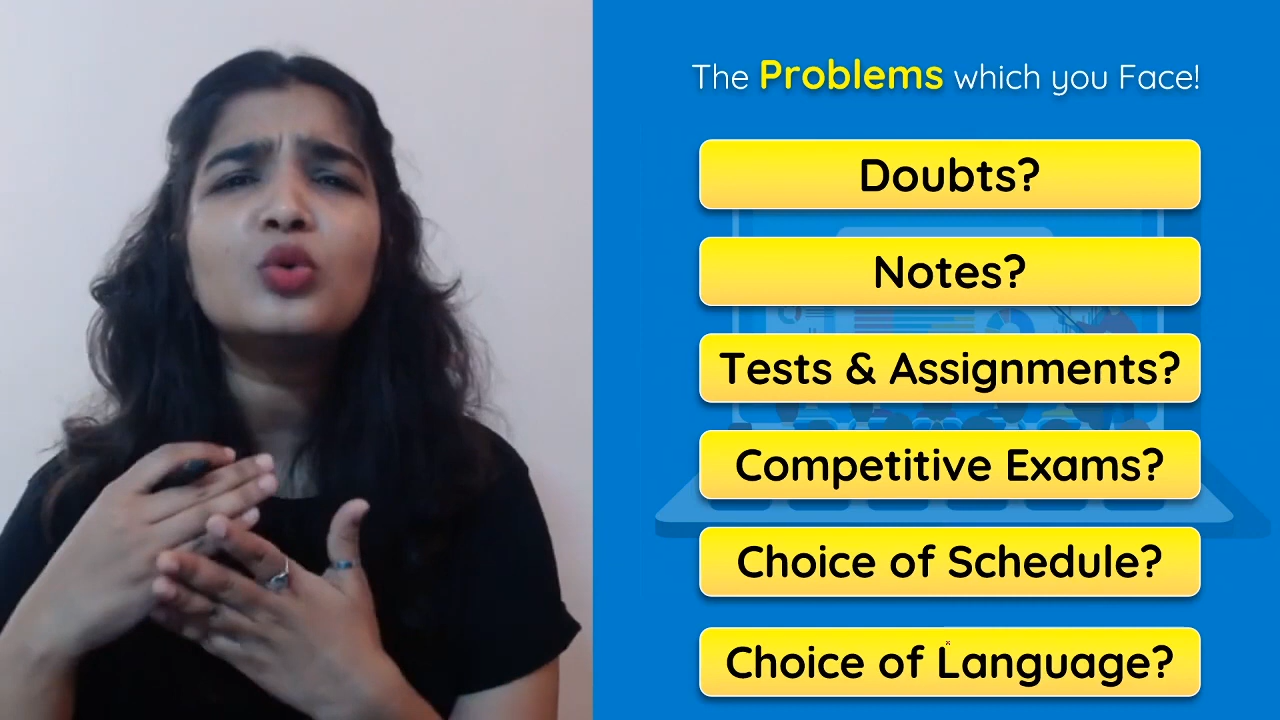 The Problems which you Face!
Doubts?
Notes?
Tests & Assignments?
Competitive Exams?
Choice of Schedule?
Choice of Language?